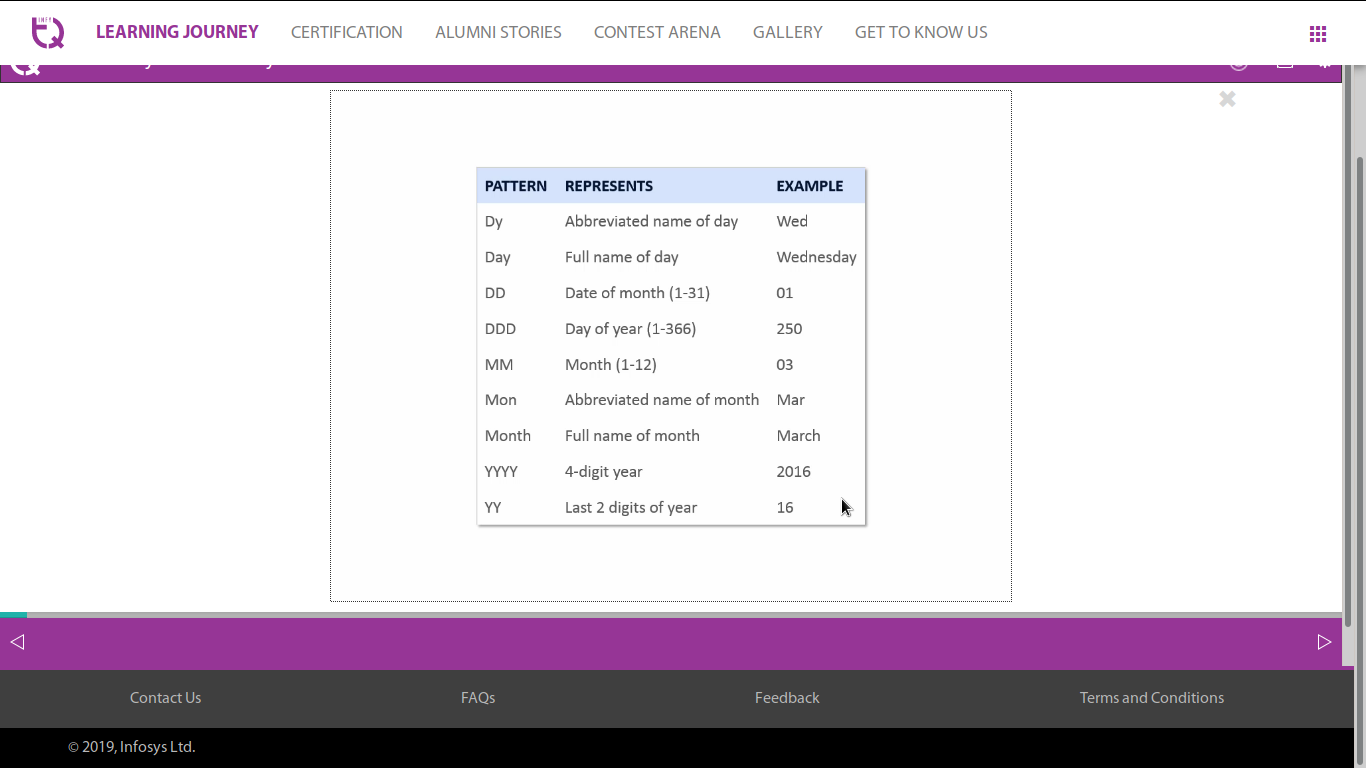 INFY
TQ
LEARNING JOURNEY CERTIFICATION ALUMNI STORIES CONTEST ARENA GALLERY GET TO KNOW US
PATTERN REPRESENTS EXAMPLE
Dy Abbreviated name of day Wed
Day Full name of day Wednesday
DD Date of month (1-31) 01
DDD Day of year (1-366) 250
MM Month (1-12) 03
Mon Abbreviated name of month Mar
Month Full name of month March
YYYY 4-digit year 2016
YY Last 2 digits of year 16
Contact Us FAQs Feedback Terms and Conditions
© 2019, Infosys Ltd.